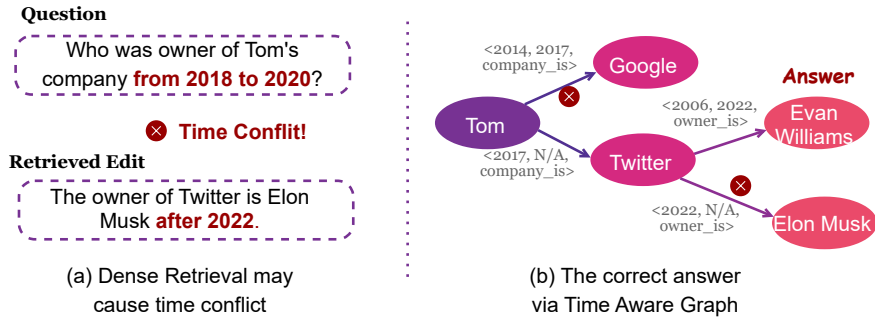 Question
Who was owner of Tom's
company from 2018 to 2020?
Time Conflit!
Retrieved Edit
The owner of Twitter is Elon
Musk after 2022.
(a) Dense Retrieval may
cause time conflict
<2014, 2017,
company_is>
Google
Answer
Tom
<2006, 2022,
owner_is>
Evan
Williams
<2017, N/A,
company_is>
Twitter
<2022, N/A,
owner_is>
Elon Musk
(b) The correct answer
via Time Aware Graph